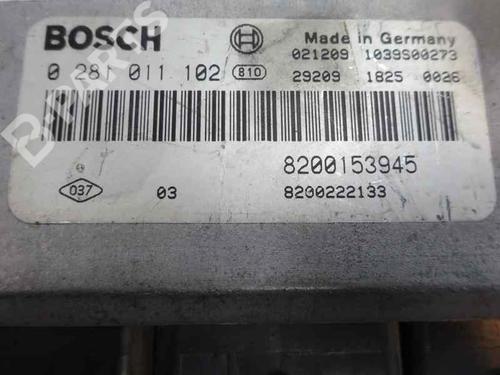 BOSCH
Made in Germany
021209 1039S00273
0 281 011 102 810
29209 1825 0026
8200153945
037 03 8200222133